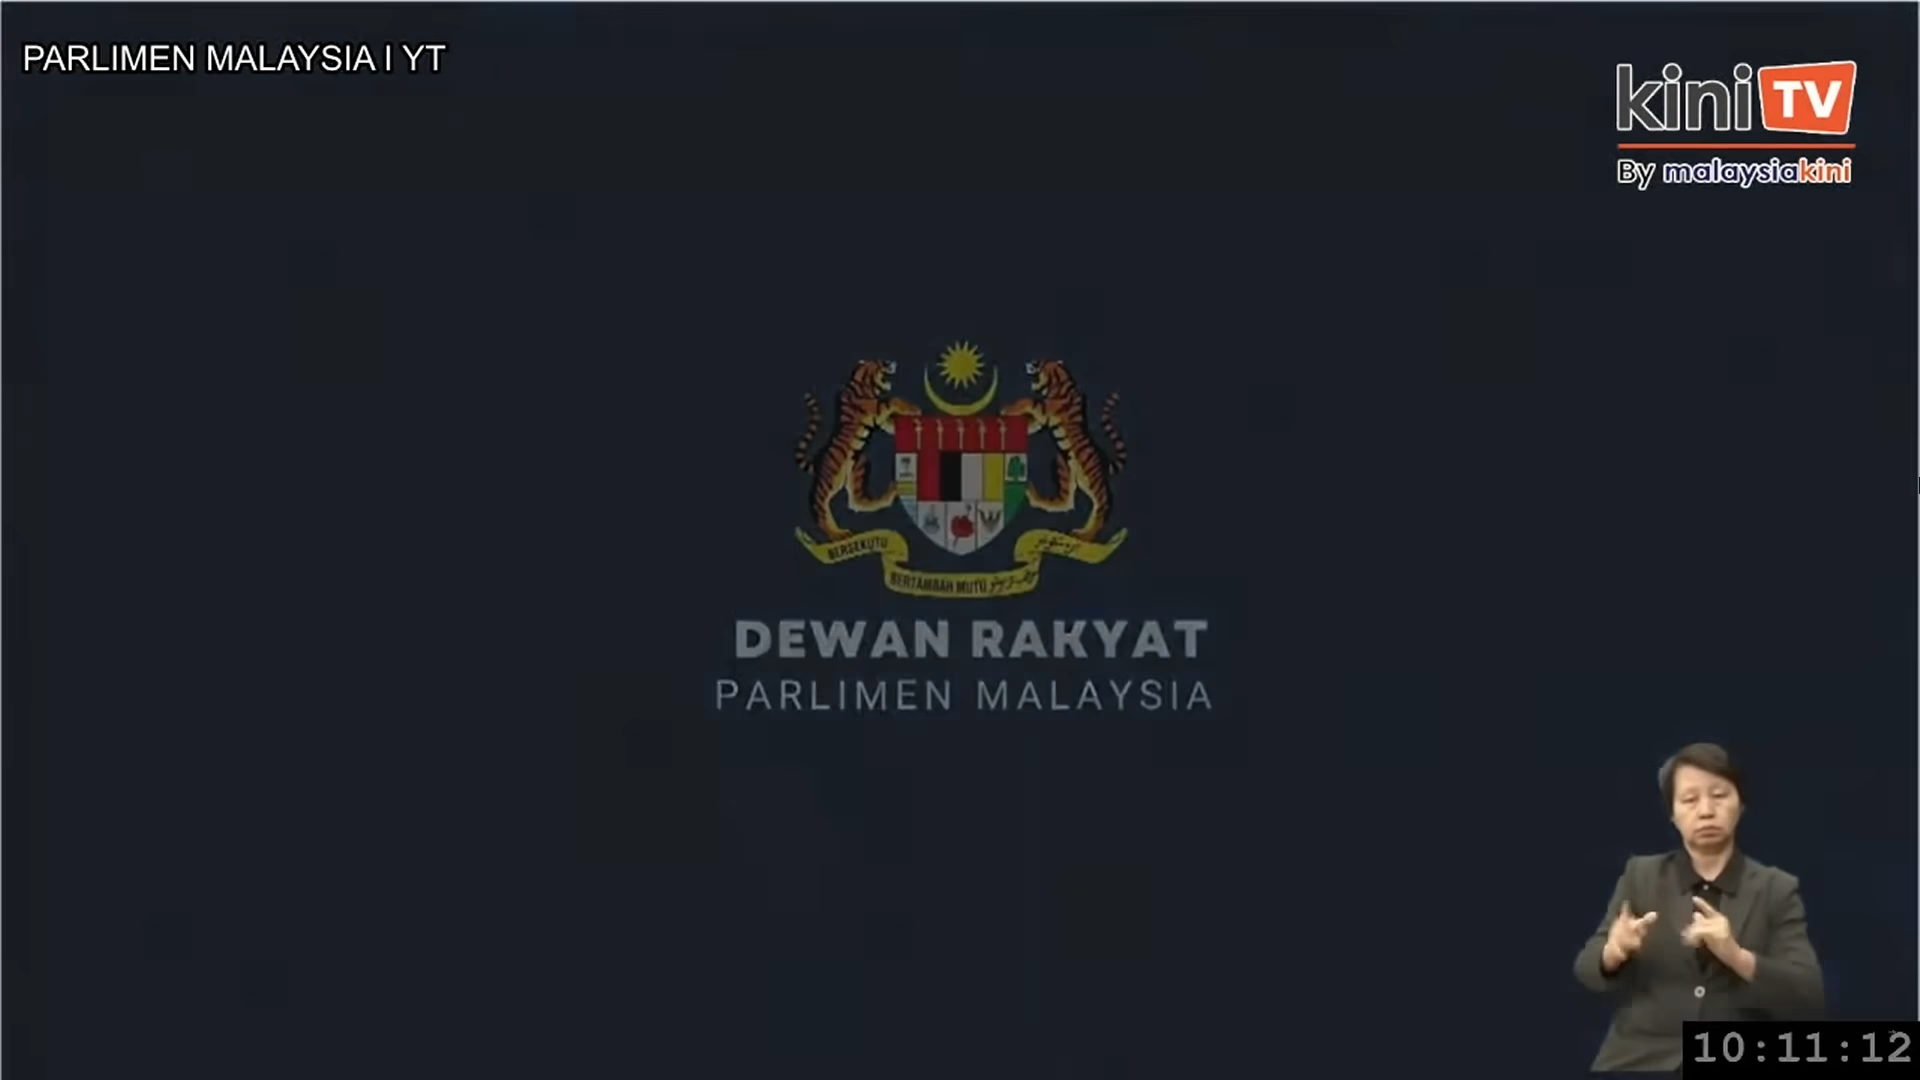 PARLIMEN MALAYSIA I YT
kini TV
By malaysiakini
BERSEKUTU
BERTAMBAH MUTU
DEWAN RAKYAT
PARLIMEN MALAYSIA
10:11:12